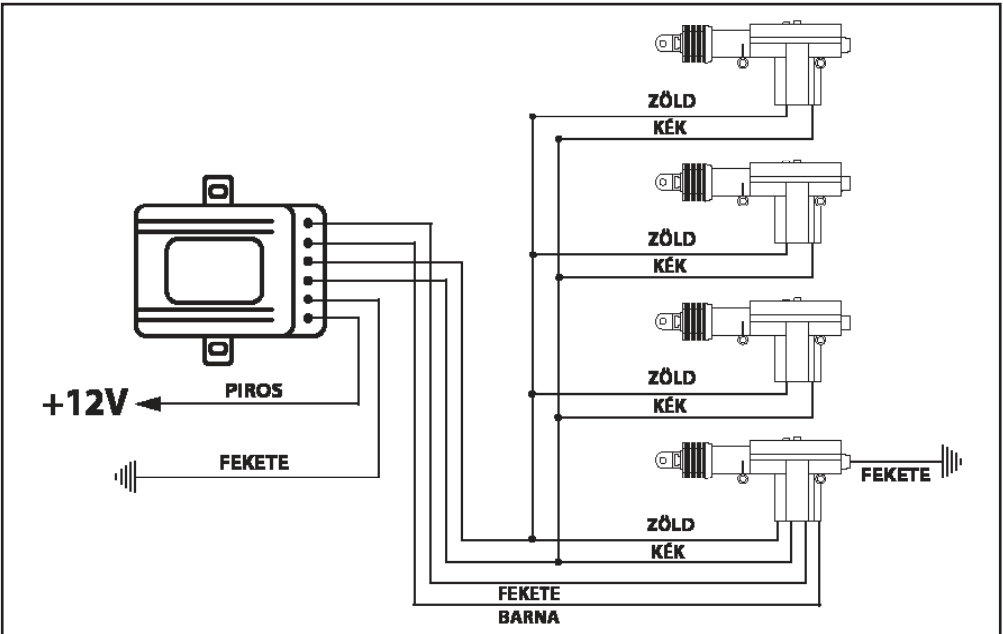 ZÖLD
KÉK
ZÖLD
KÉK
ZÖLD
KÉK
+12V
PIROS
FEKETE
FEKETE
ZÖLD
KÉK
FEKETE
BARNA